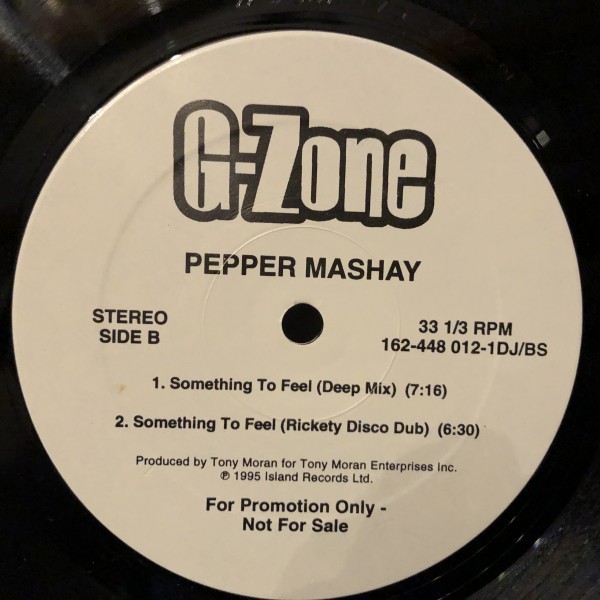 G-Zone
PEPPER MASHAY
STEREO
SIDE B
33 1/3 RPM
162-448 012-1DJ/BS
1. Something To Feel (Deep Mix) (7:16)
2. Something To Feel (Rickety Disco Dub) (6:30)
Produced by Tony Moran for Tony Moran Enterprises Inc.
℗ 1995 Island Records Ltd.
For Promotion Only -
Not For Sale